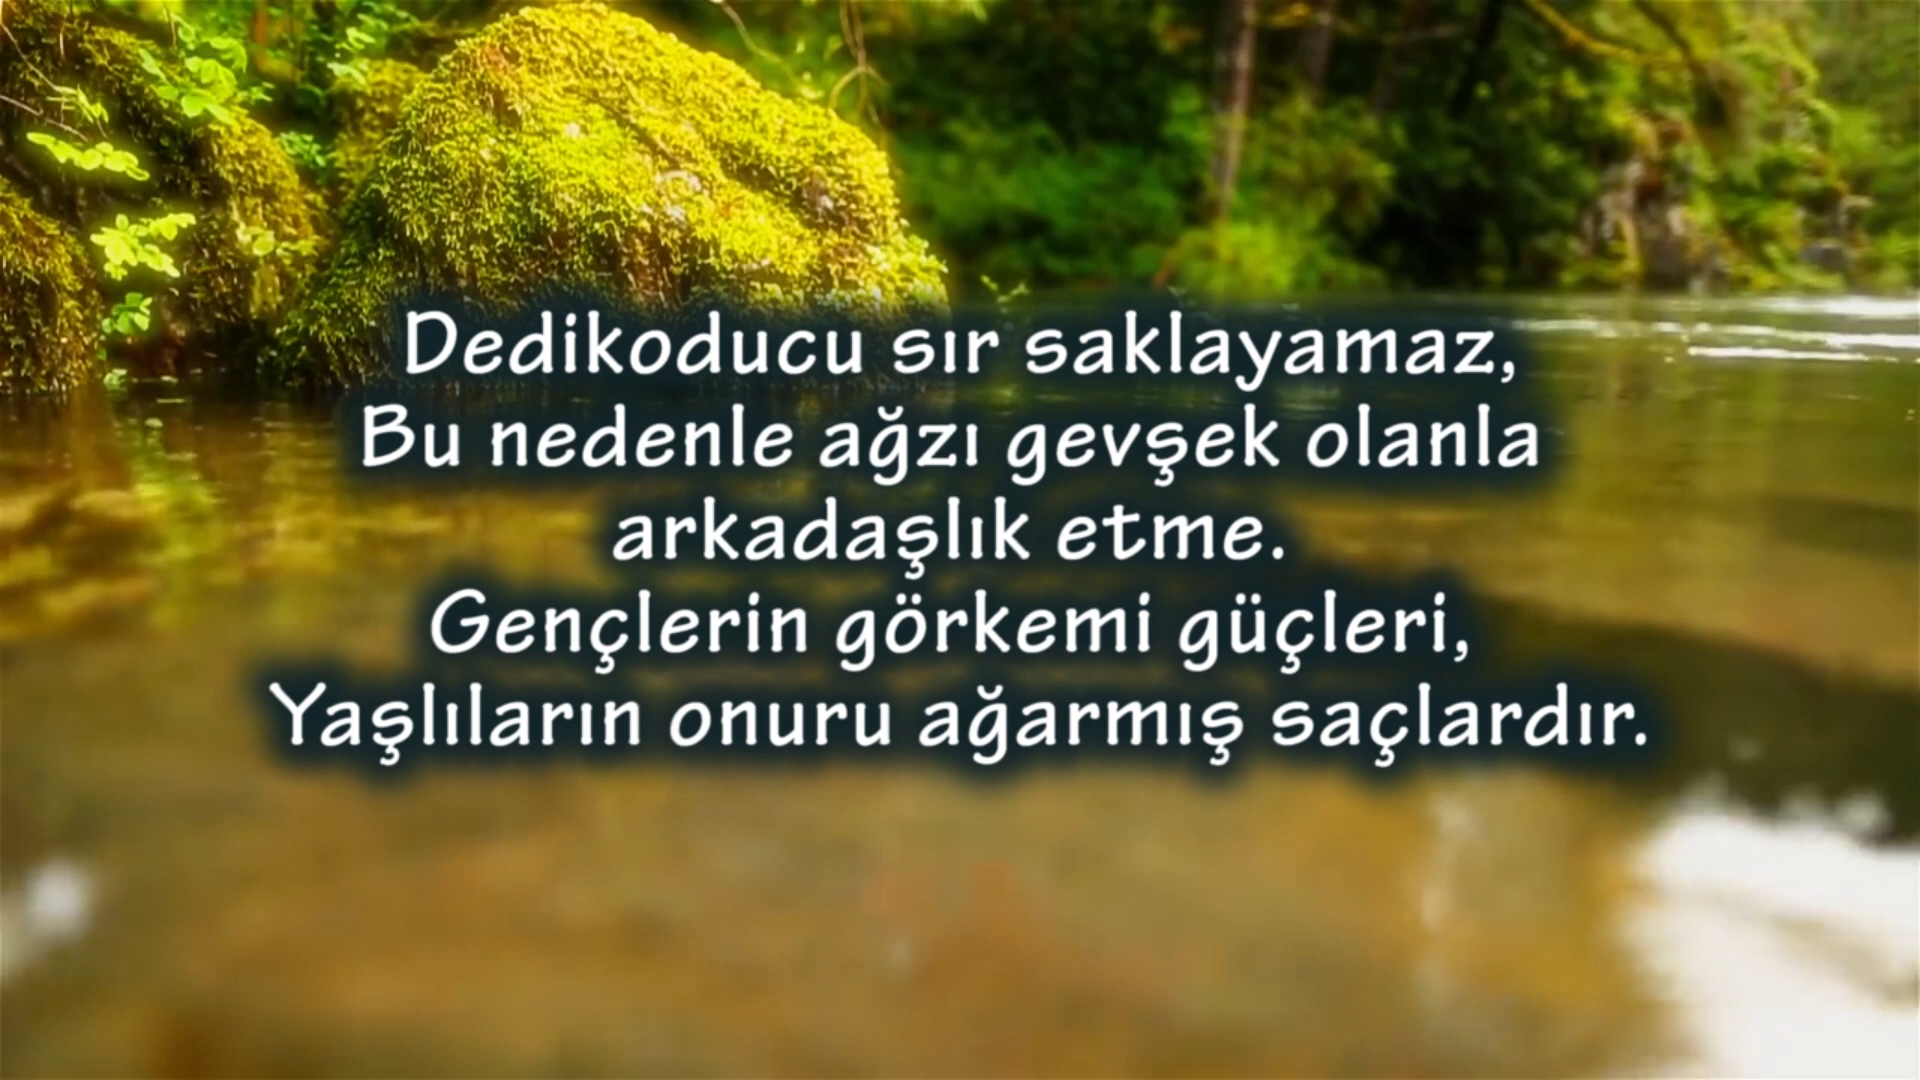 Dedikoducu sır saklayamaz,
Bu nedenle ağzı gevşek olanla
arkadaşlık etme.
Gençlerin görkemi güçleri,
Yaşlıların onuru ağarmış saçlardır.